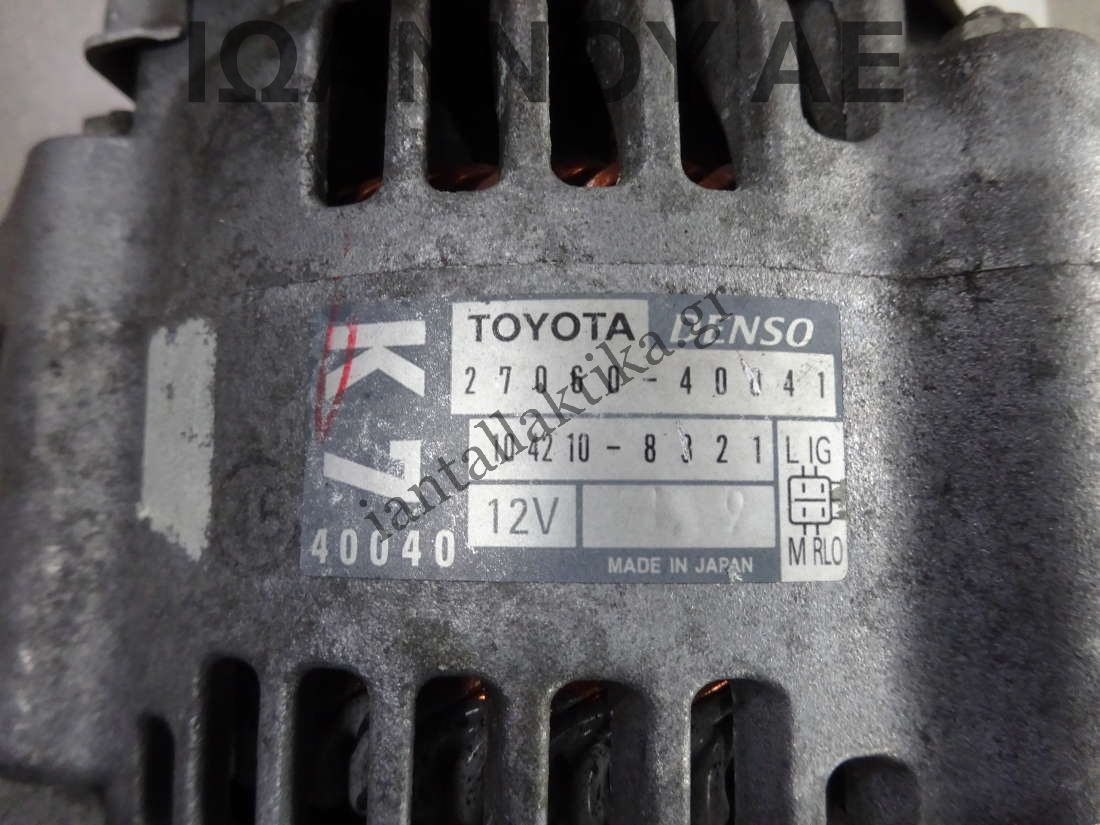 ΙΩΑΝΝΟΥ ΑΕ
TOYOTA DENSO
27060-40041
K7
104210-8321
L IG
12V
M RLO
40040
MADE IN JAPAN
iantallaktika.gr